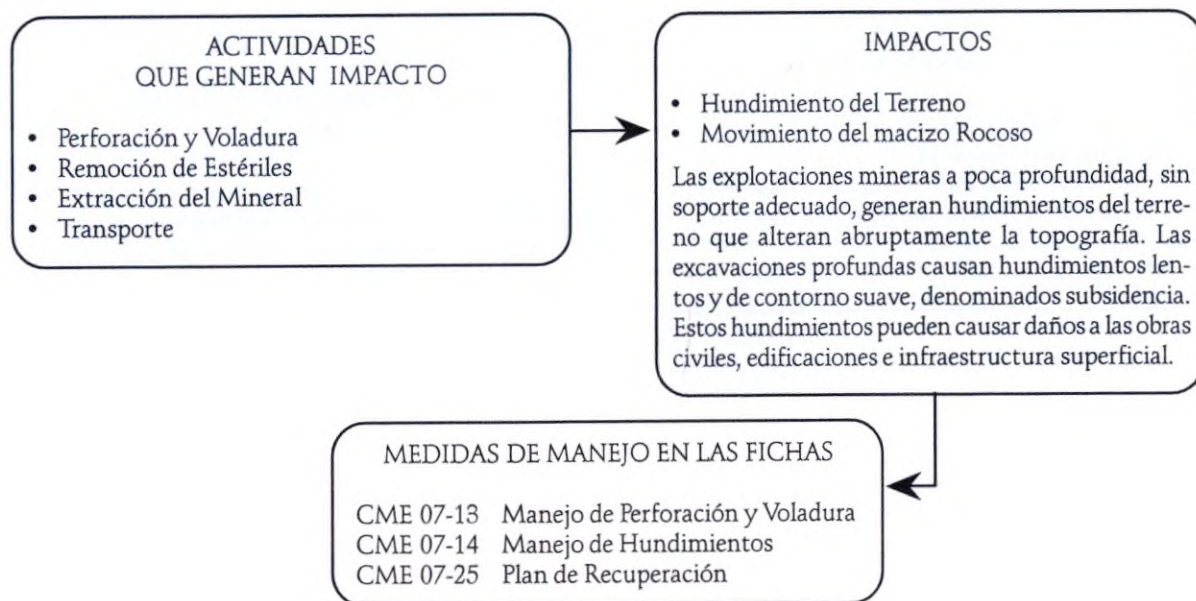 ACTIVIDADES
QUE GENERAN IMPACTO
• Perforación y Voladura
• Remoción de Estériles
• Extracción del Mineral
• Transporte
IMPACTOS
• Hundimiento del Terreno
• Movimiento del macizo Rocoso
Las explotaciones mineras a poca profundidad, sin
soporte adecuado, generan hundimientos del terre-
no que alteran abruptamente la topografía. Las
excavaciones profundas causan hundimientos len-
tos y de contorno suave, denominados subsidencia.
Estos hundimientos pueden causar daños a las obras
civiles, edificaciones e infraestructura superficial.
MEDIDAS DE MANEJO EN LAS FICHAS
CME 07-13 Manejo de Perforación y Voladura
CME 07-14 Manejo de Hundimientos
CME 07-25 Plan de Recuperación